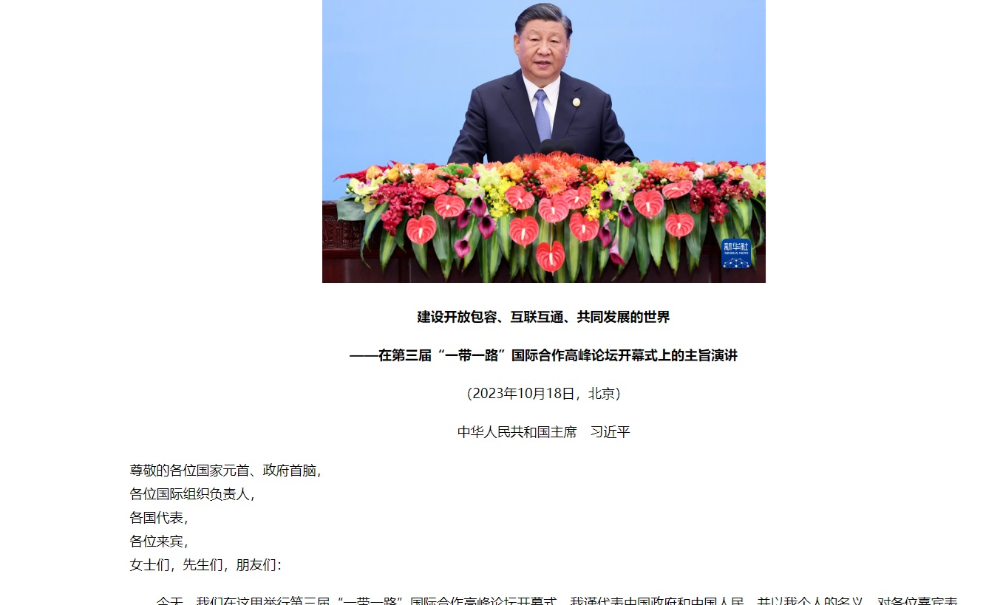 新华社
XINHUA NEWS
建设开放包容、互联互通、共同发展的世界
——在第三届“一带一路”国际合作高峰论坛开幕式上的主旨演讲
（2023年10月18日，北京）
中华人民共和国主席　习近平
尊敬的各位国家元首、政府首脑，
各位国际组织负责人，
各国代表，
各位来宾，
女士们，先生们，朋友们：
今天，我们在这里举行第三届“一带一路”国际合作高峰论坛开幕式。我谨代表中国政府和中国人民，并以我个人的名义，对各位嘉宾表